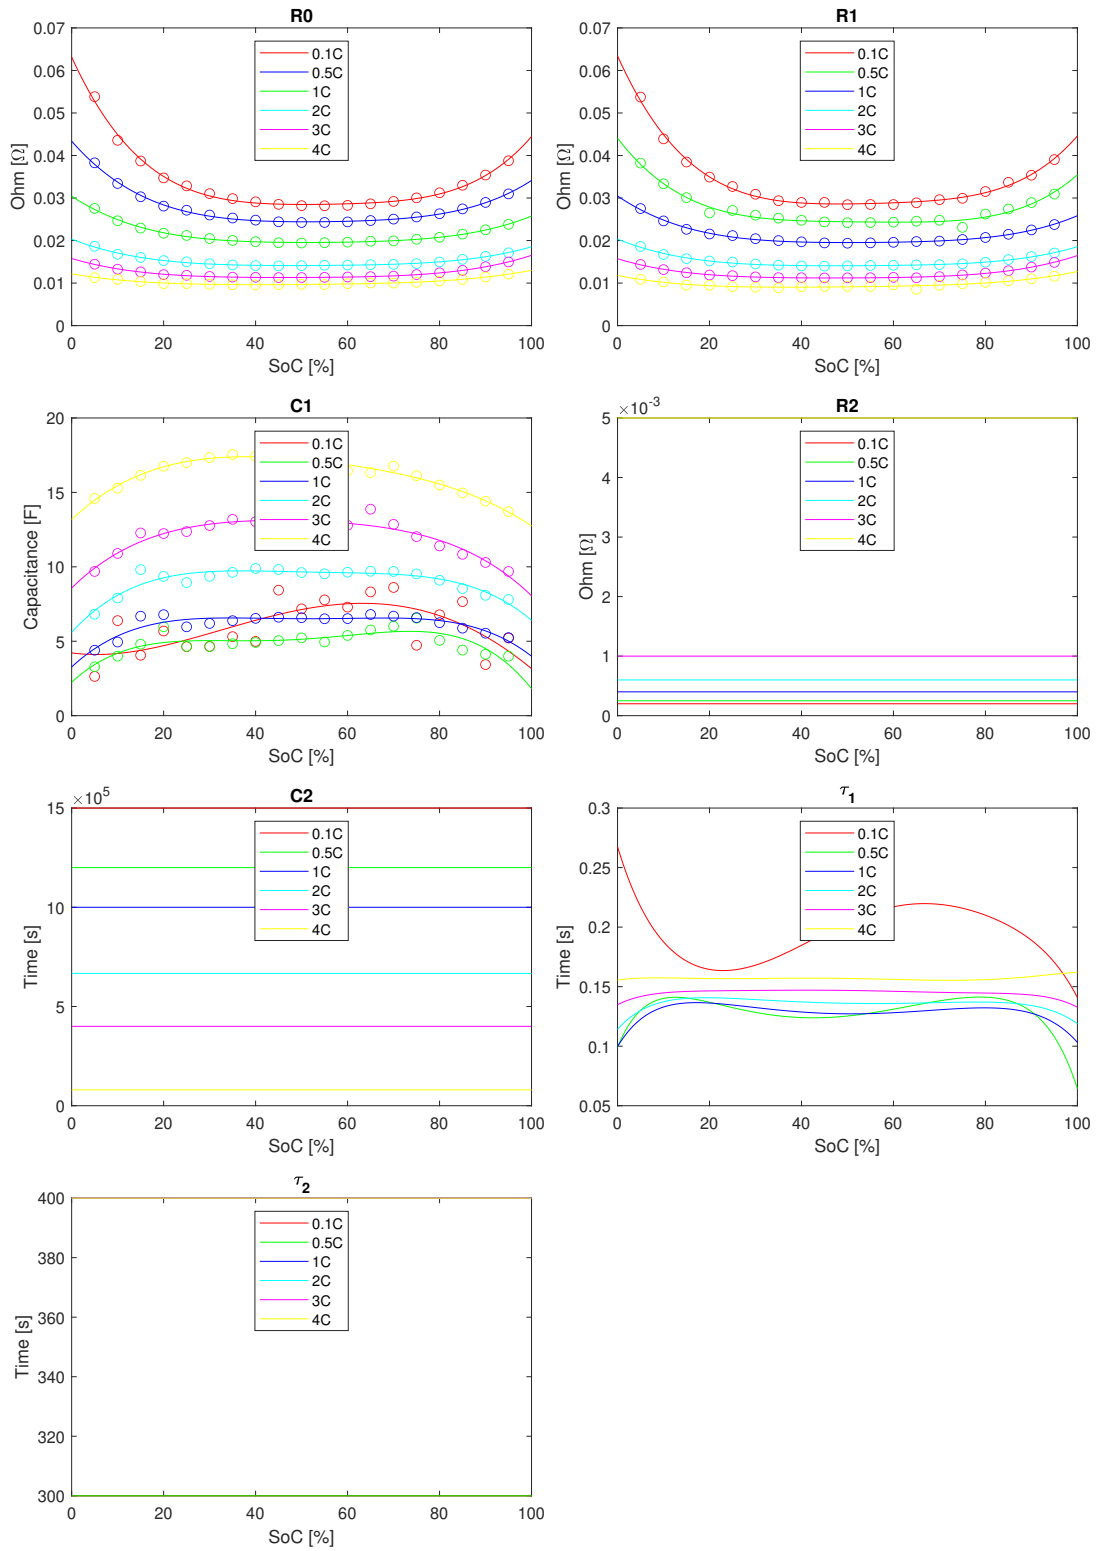 R0
0.07
0.06
0.05
0.04
0.03
0.02
0.01
0
Ohm [Ω]
0.1C
0.5C
1C
2C
3C
4C
0 20 40 60 80 100
SoC [%]
R1
0.07
0.06
0.05
0.04
0.03
0.02
0.01
0
Ohm [Ω]
0.1C
0.5C
1C
2C
3C
4C
0 20 40 60 80 100
SoC [%]
C1
20
15
10
5
0
Capacitance [F]
0.1C
0.5C
1C
2C
3C
4C
0 20 40 60 80 100
SoC [%]
R2
×10⁻³
5
4
3
2
1
0
Ohm [Ω]
0.1C
0.5C
1C
2C
3C
4C
0 20 40 60 80 100
SoC [%]
C2
×10⁵
15
10
5
0
Time [s]
0.1C
0.5C
1C
2C
3C
4C
0 20 40 60 80 100
SoC [%]
τ₁
0.3
0.25
0.2
0.15
0.1
0.05
Time [s]
0.1C
0.5C
1C
2C
3C
4C
0 20 40 60 80 100
SoC [%]
τ₂
400
380
360
340
320
300
Time [s]
0.1C
0.5C
1C
2C
3C
4C
0 20 40 60 80 100
SoC [%]